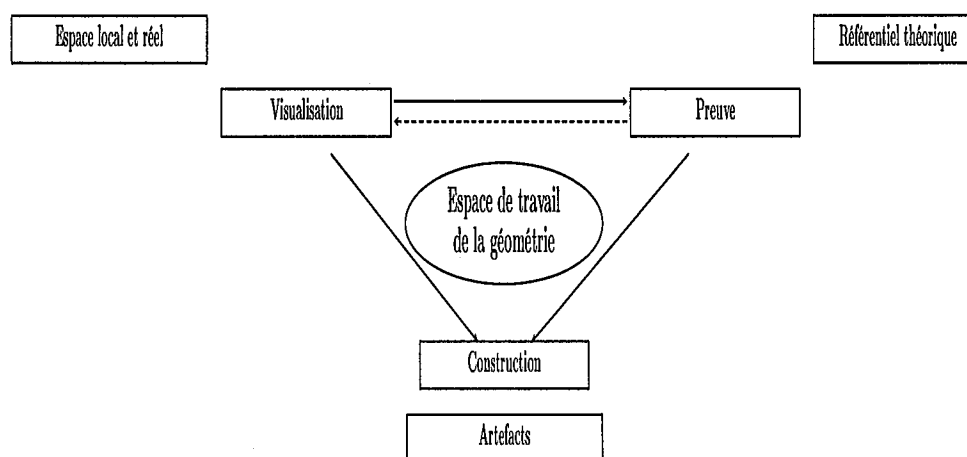 Espace local et réel
Référentiel théorique
Visualisation
Preuve
Espace de travail
de la géométrie
Construction
Artefacts